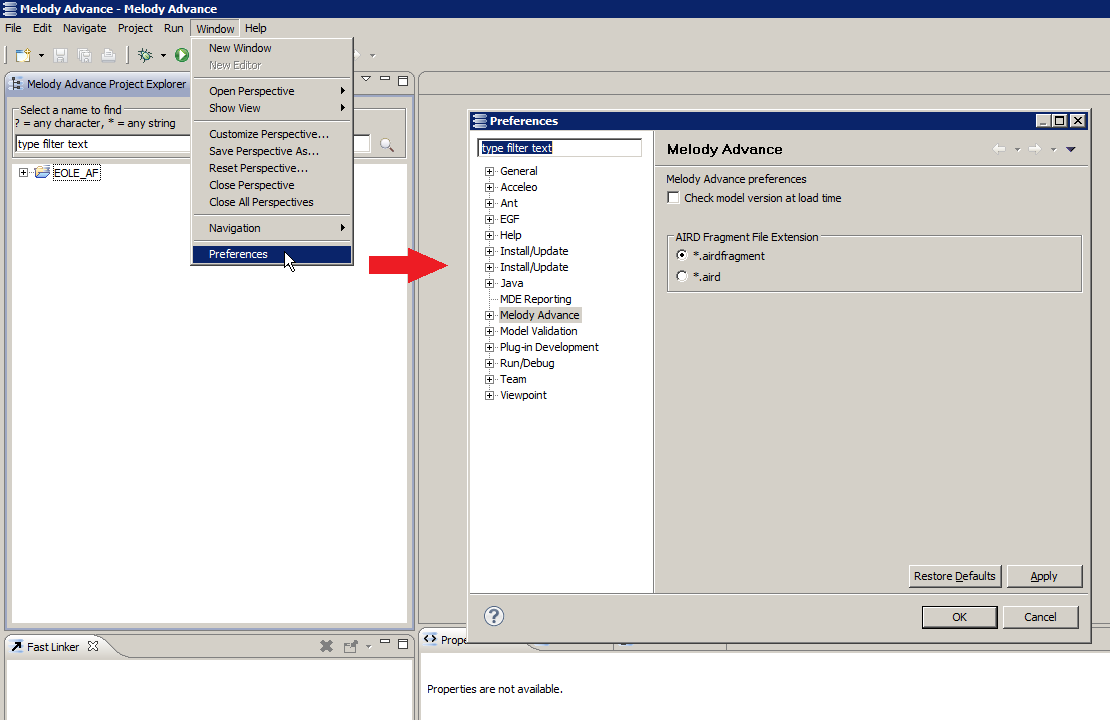 Melody Advance - Melody Advance
File Edit Navigate Project Run Window Help
New Window
New Editor
Open Perspective
Show View
Customize Perspective...
Save Perspective As...
Reset Perspective...
Close Perspective
Close All Perspectives
Navigation
Preferences
Melody Advance Project Explorer
Select a name to find
? = any character, * = any string
type filter text
EOLE_AF
Fast Linker
Preferences
type filter text
General
Acceleo
Ant
EGF
Help
Install/Update
Install/Update
Java
MDE Reporting
Melody Advance
Model Validation
Plug-in Development
Run/Debug
Team
Viewpoint
Melody Advance
Melody Advance preferences
Check model version at load time
AIRD Fragment File Extension
*.airdfragment
*.aird
Restore Defaults Apply
? OK Cancel
Prope
Properties are not available.